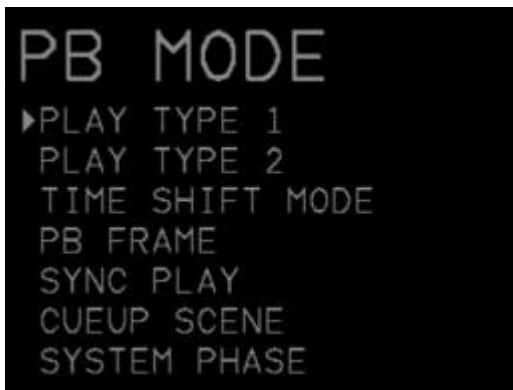 PB MODE
PLAY TYPE 1
PLAY TYPE 2
TIME SHIFT MODE
PB FRAME
SYNC PLAY
CUEUP SCENE
SYSTEM PHASE